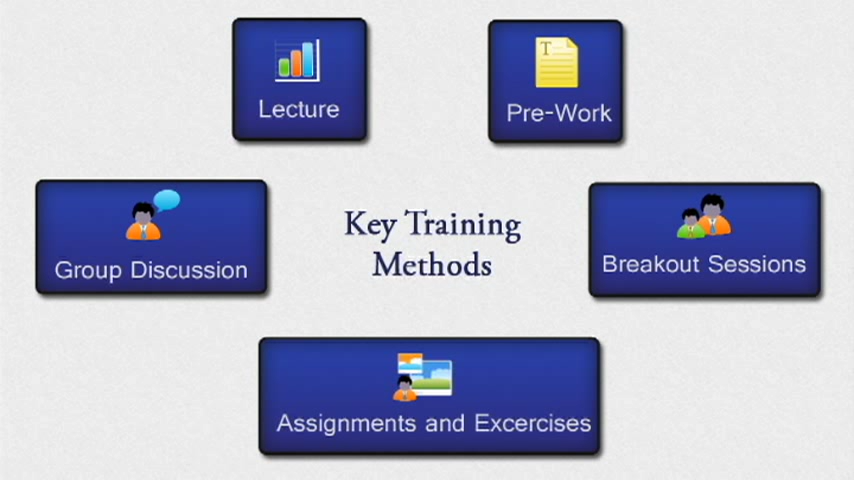 Lecture
T
Pre-Work
Group Discussion
Key Training
Methods
Breakout Sessions
Assignments and Excercises